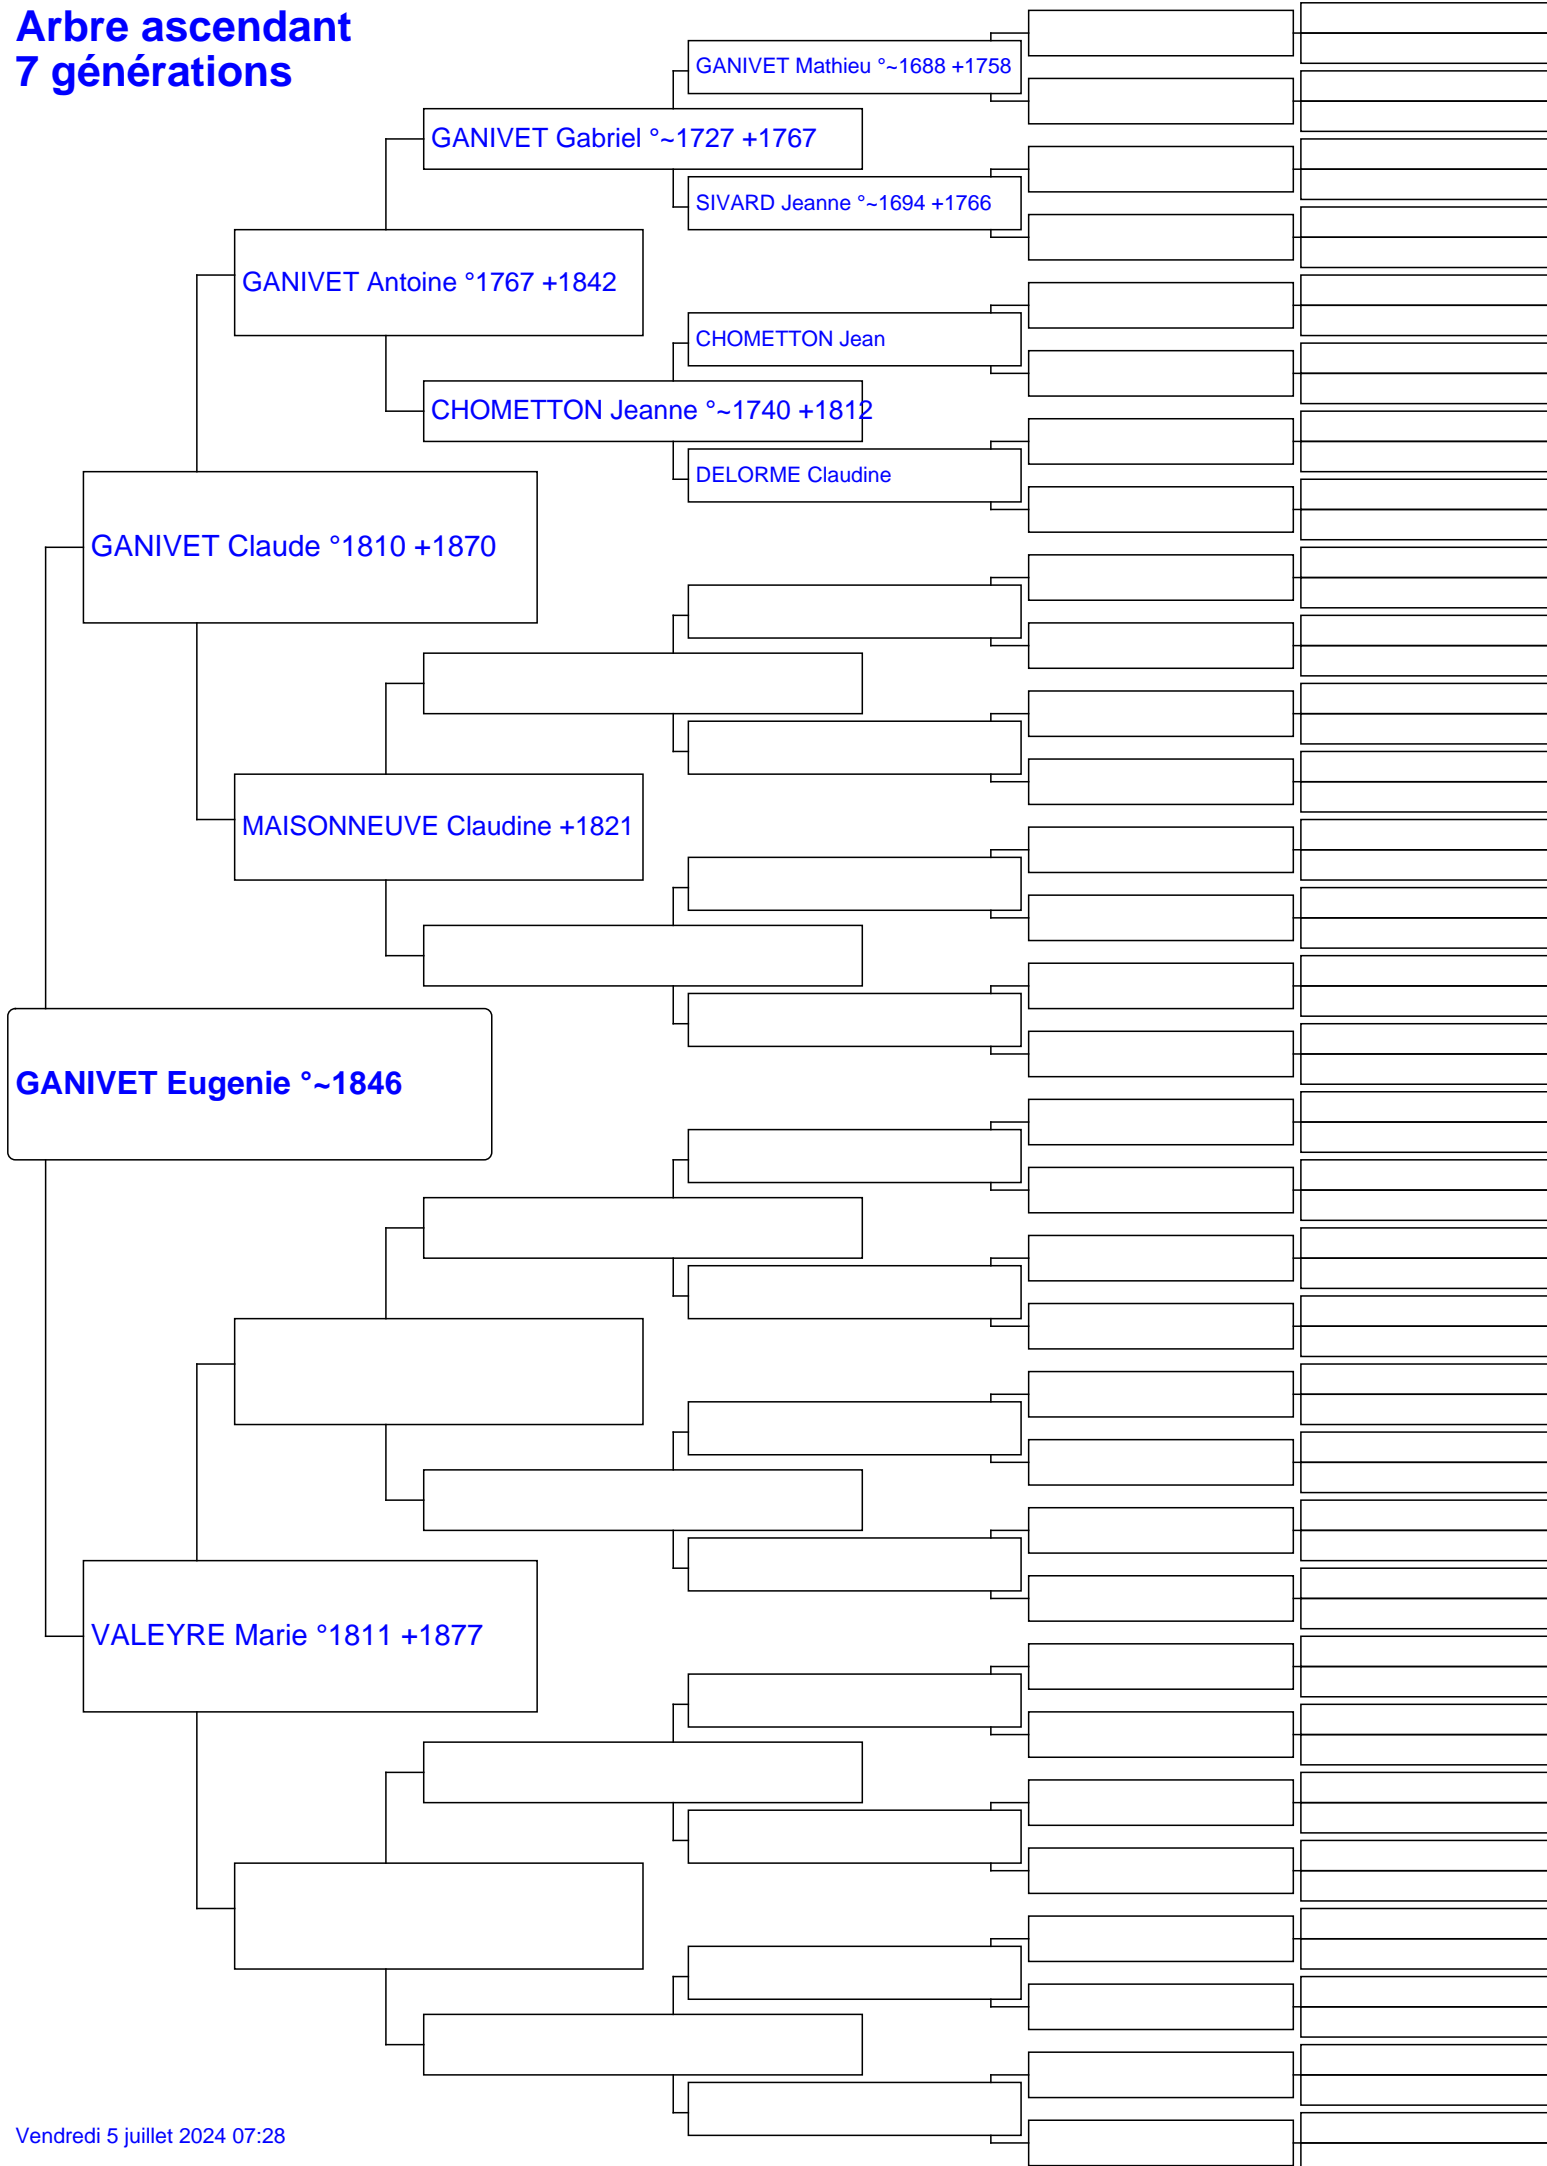 Arbre ascendant
7 générations
GANIVET Mathieu °~1688 +1758
GANIVET Gabriel °~1727 +1767
SIVARD Jeanne °~1694 +1766
GANIVET Antoine °1767 +1842
CHOMETTON Jean
CHOMETTON Jeanne °~1740 +1812
DELORME Claudine
GANIVET Claude °1810 +1870
MAISONNEUVE Claudine +1821
GANIVET Eugenie °~1846
VALEYRE Marie °1811 +1877
Vendredi 5 juillet 2024 07:28